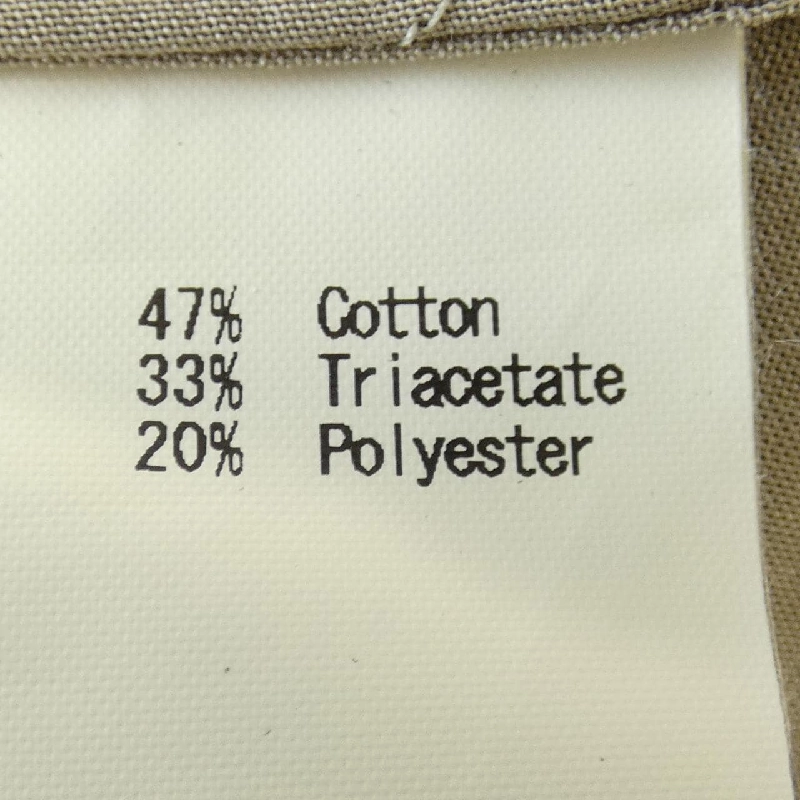 47% Cotton
33% Triacetate
20% Polyester